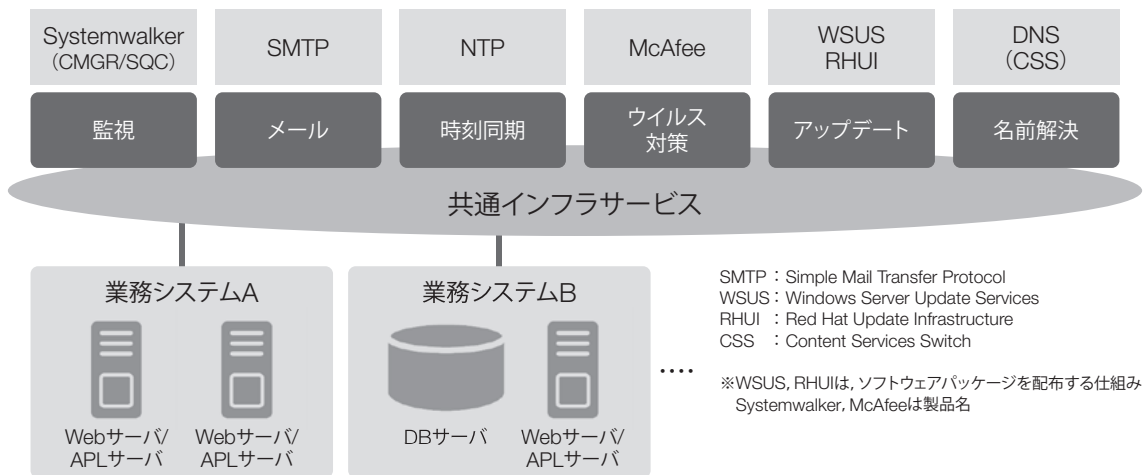 Systemwalker
（CMGR/SQC）
SMTP
NTP
McAfee
WSUS
RHUI
DNS
（CSS）
監視
メール
時刻同期
ウイルス
対策
アップデート
名前解決
共通インフラサービス
業務システムA
業務システムB
Webサーバ/
APLサーバ
Webサーバ/
APLサーバ
DBサーバ
Webサーバ/
APLサーバ
‥‥
SMTP：Simple Mail Transfer Protocol
WSUS：Windows Server Update Services
RHUI ：Red Hat Update Infrastructure
CSS ：Content Services Switch
※WSUS, RHUIは, ソフトウェアパッケージを配布する仕組み
Systemwalker, McAfeeは製品名